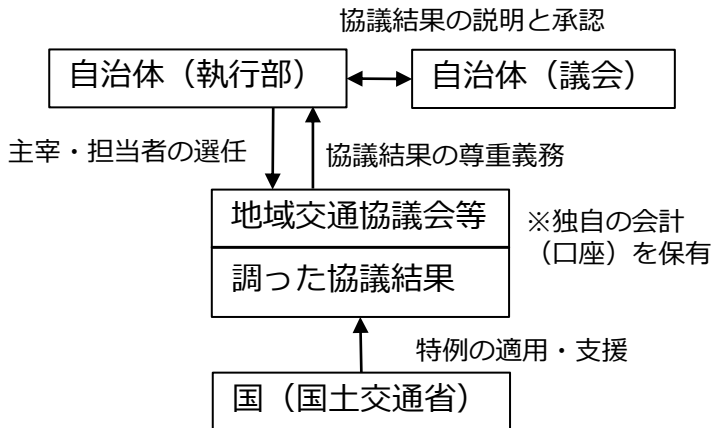 協議結果の説明と承認
自治体（執行部）
自治体（議会）
主宰・担当者の選任
協議結果の尊重義務
地域交通協議会等
※独自の会計
（口座）を保有
調った協議結果
特例の適用・支援
国（国土交通省）